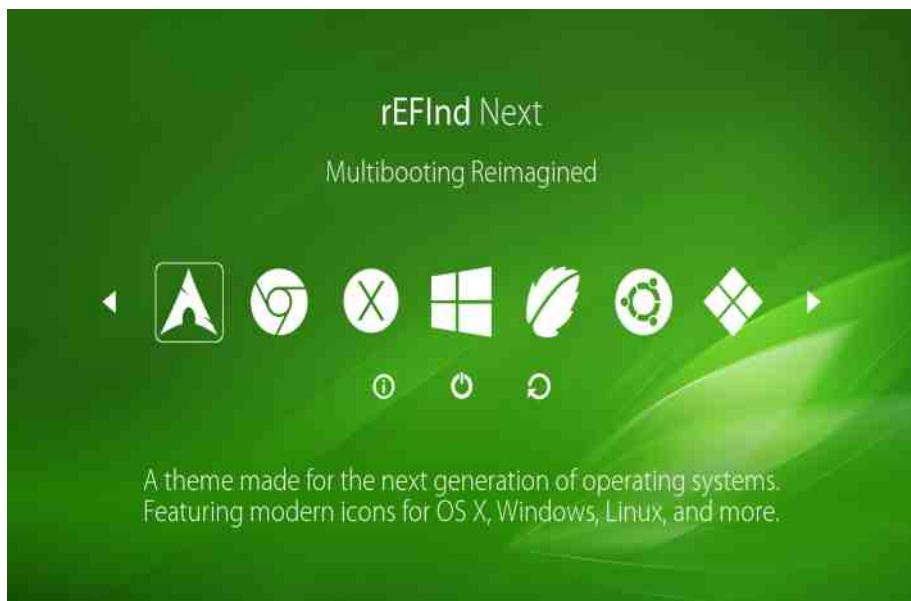 rEFInd Next
Multibooting Reimagined
A theme made for the next generation of operating systems.
Featuring modern icons for OS X, Windows, Linux, and more.